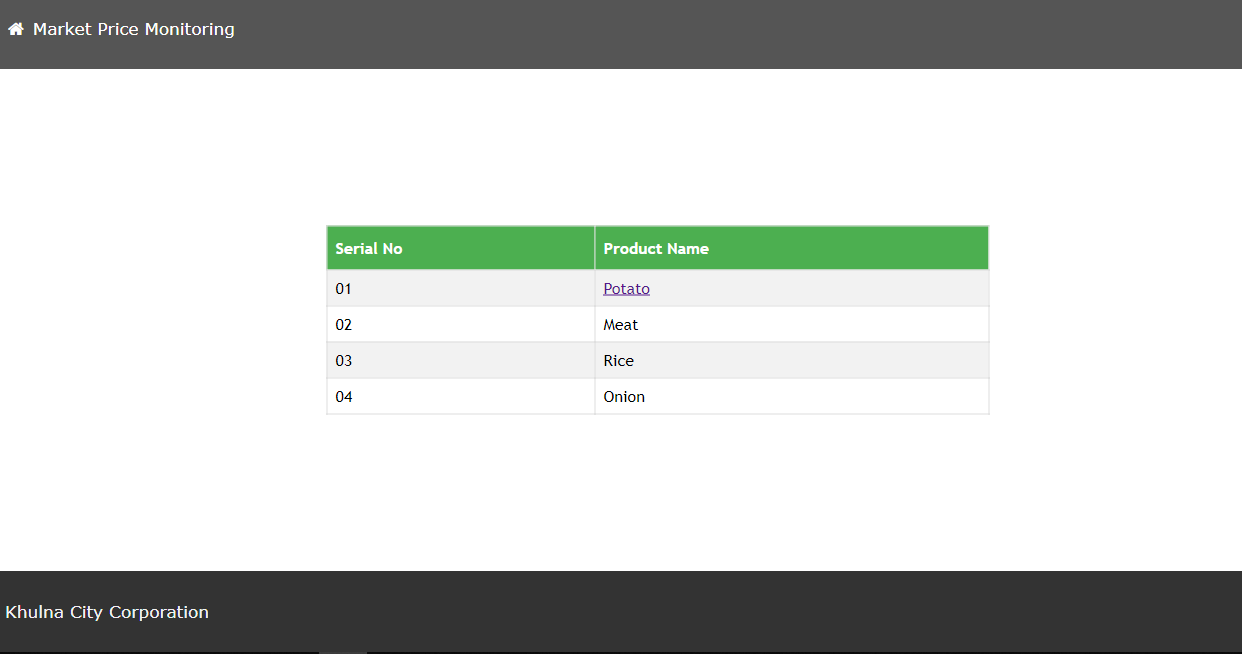 Market Price Monitoring
Serial No Product Name
01 Potato
02 Meat
03 Rice
04 Onion
Khulna City Corporation